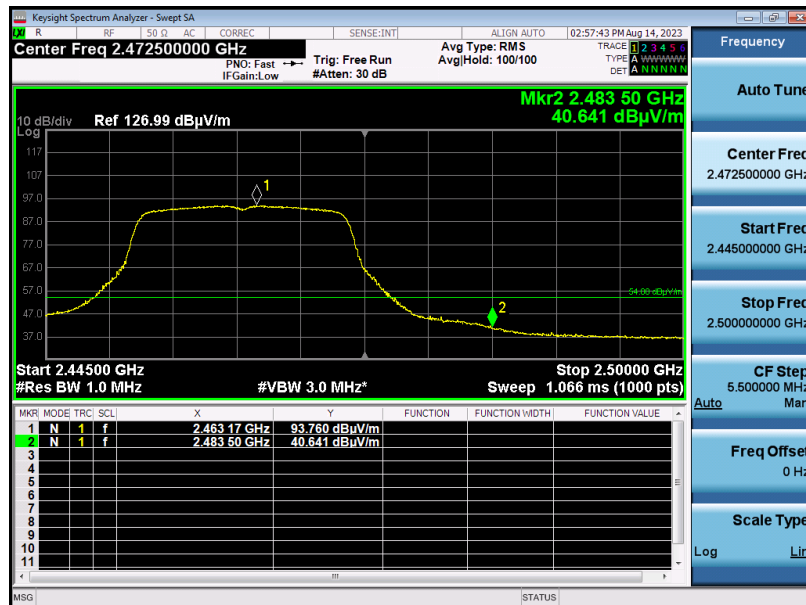 Keysight Spectrum Analyzer - Swept SA
LXI R RF 50 Ω AC CORREC SENSE:INT ALIGN AUTO 02:57:43 PM Aug 14, 2023
Center Freq 2.472500000 GHz
PNO: Fast
IFGain:Low
Trig: Free Run
#Atten: 30 dB
Avg Type: RMS
Avg|Hold: 100/100
TRACE 1 2 3 4 5 6
TYPE A WWWWW
DET A N N N N N
Mkr2 2.483 50 GHz
40.641 dBµV/m
10 dB/div Ref 126.99 dBµV/m
Log
117
107
97.0
87.0
77.0
67.0
57.0
47.0
37.0
1
2
54.00 dBµV/m
Start 2.44500 GHz Stop 2.50000 GHz
#Res BW 1.0 MHz #VBW 3.0 MHz* Sweep 1.066 ms (1000 pts)
MKR MODE TRC SCL X Y FUNCTION FUNCTION WIDTH FUNCTION VALUE
1 N 1 f 2.463 17 GHz 93.760 dBµV/m
2 N 1 f 2.483 50 GHz 40.641 dBµV/m
3
4
5
6
7
8
9
10
11
MSG STATUS
Frequency
Auto Tune
Center Freq
2.472500000 GHz
Start Freq
2.445000000 GHz
Stop Freq
2.500000000 GHz
CF Step
5.500000 MHz
Auto Man
Freq Offset
0 Hz
Scale Type
Log Lin